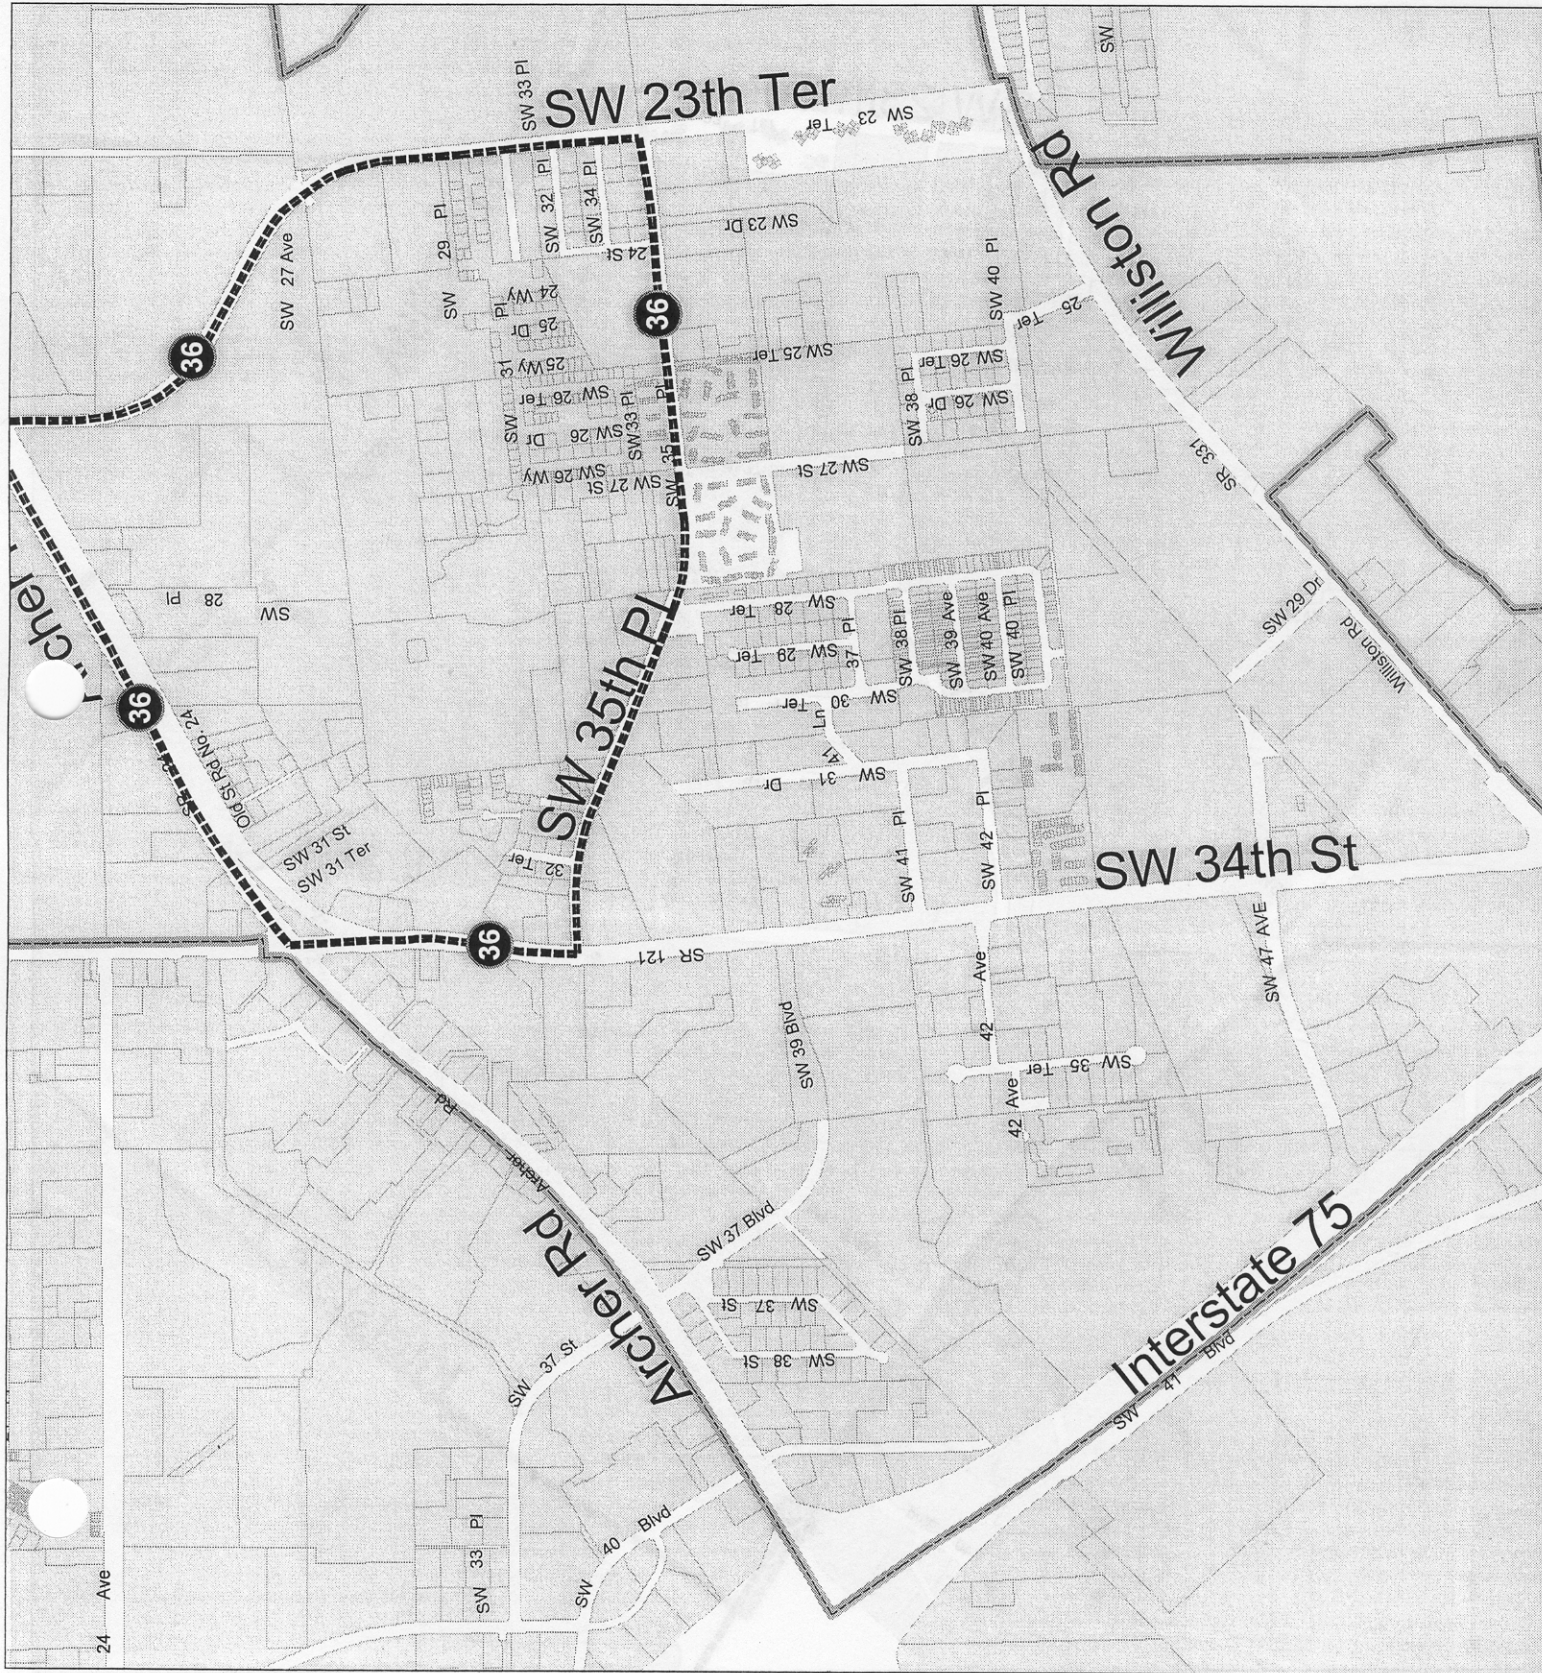 SW 33 Pl
SW 23th Ter
SW 23 Ter
SW
SW 27 Ave
SW 29 Pl
SW 32 Pl
SW 34 Pl
24 St
SW 23 Dr
Williston Rd
36
36
24 Wy
25 Dr
25 Wy
SW 31 Pl
SW 26 Ter
SW 26 Dr
SW 26 Wy
SW 33 Pl
SW 27 St
SW 35 Pl
SW 25 Ter
SW 27 St
SW 40 Pl
25 Ter
SW 26 Ter
SW 26 Dr
SW 38 Pl
SR 331
SW 28 Pl
36
SR 24
Old St Rd No. 24
SW 31 St
SW 31 Ter
SW 35th Pl
32 Ter
SW 28 Ter
SW 29 Ter
SW 30 Ter
37 Pl
SW 38 Pl
SW 39 Ave
SW 40 Ave
SW 40 Pl
41 Ln
SW 31 Dr
SW 41 Pl
SW 42 Pl
SW 29 Dr
Williston Rd
SW 34th St
36
SR 121
SW 39 Blvd
42 Ave
42 Ave
SW 35 Ter
SW 47 AVE
Archer Rd
Archer Rd
SW 37 Blvd
SW 37 St
SW 38 St
SW 37 St
Interstate 75
SW 41 Blvd
SW 33 Pl
SW 40 Blvd
24 Ave